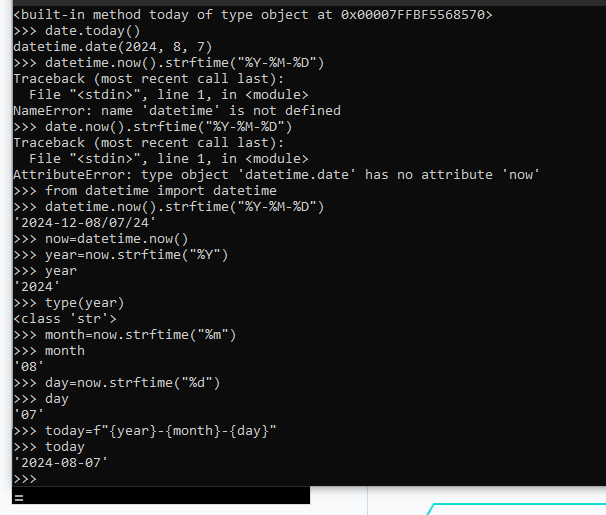 <built-in method today of type object at 0x00007FFBF5568570>
>>> date.today()
datetime.date(2024, 8, 7)
>>> datetime.now().strftime("%Y-%M-%D")
Traceback (most recent call last):
  File "<stdin>", line 1, in <module>
NameError: name 'datetime' is not defined
>>> date.now().strftime("%Y-%M-%D")
Traceback (most recent call last):
  File "<stdin>", line 1, in <module>
AttributeError: type object 'datetime.date' has no attribute 'now'
>>> from datetime import datetime
>>> datetime.now().strftime("%Y-%M-%D")
'2024-12-08/07/24'
>>> now=datetime.now()
>>> year=now.strftime("%Y")
>>> year
'2024'
>>> type(year)
<class 'str'>
>>> month=now.strftime("%m")
>>> month
'08'
>>> day=now.strftime("%d")
>>> day
'07'
>>> today=f"{year}-{month}-{day}"
>>> today
'2024-08-07'
>>>
=